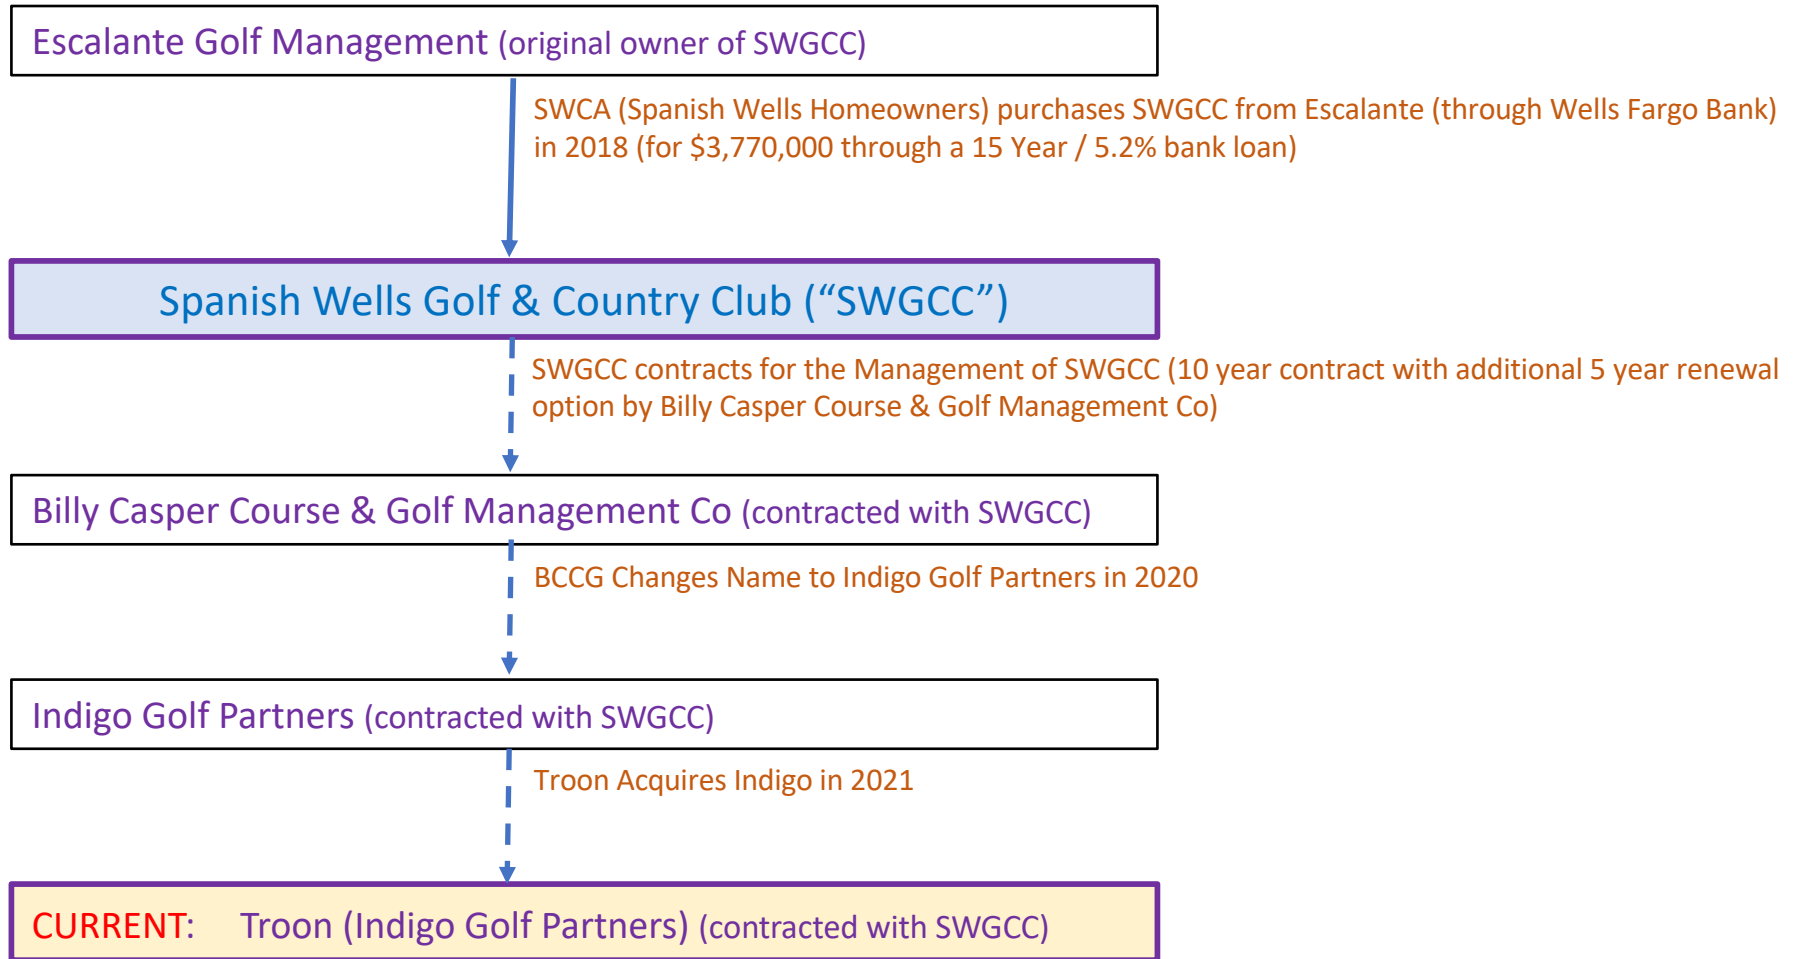 Escalante Golf Management (original owner of SWGCC)
SWCA (Spanish Wells Homeowners) purchases SWGCC from Escalante (through Wells Fargo Bank)
in 2018 (for $3,770,000 through a 15 Year / 5.2% bank loan)
Spanish Wells Golf & Country Club (“SWGCC”)
SWGCC contracts for the Management of SWGCC (10 year contract with additional 5 year renewal
option by Billy Casper Course & Golf Management Co)
Billy Casper Course & Golf Management Co (contracted with SWGCC)
BCCG Changes Name to Indigo Golf Partners in 2020
Indigo Golf Partners (contracted with SWGCC)
Troon Acquires Indigo in 2021
CURRENT: Troon (Indigo Golf Partners) (contracted with SWGCC)